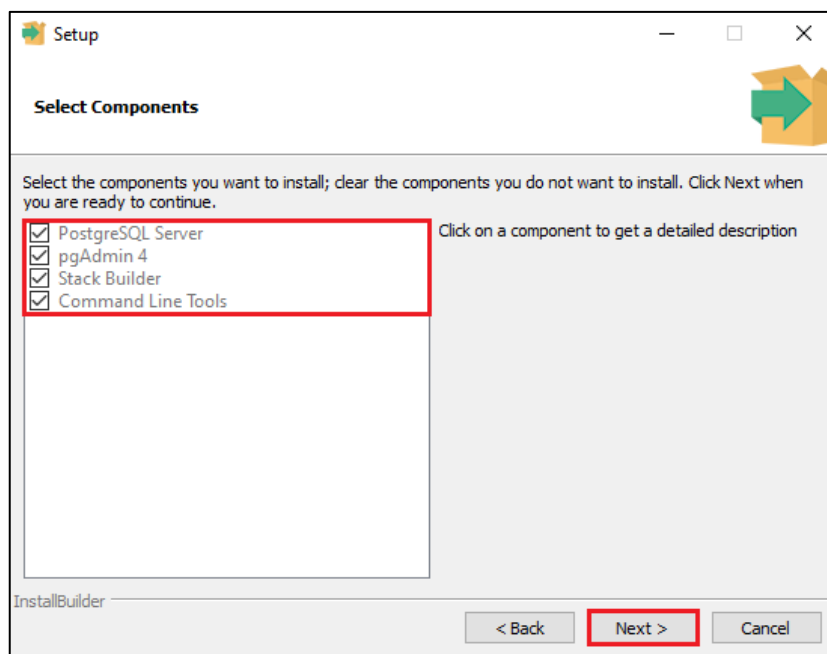 Setup
Select Components
Select the components you want to install; clear the components you do not want to install. Click Next when
you are ready to continue.
PostgreSQL Server
pgAdmin 4
Stack Builder
Command Line Tools
Click on a component to get a detailed description
InstallBuilder
< Back
Next >
Cancel